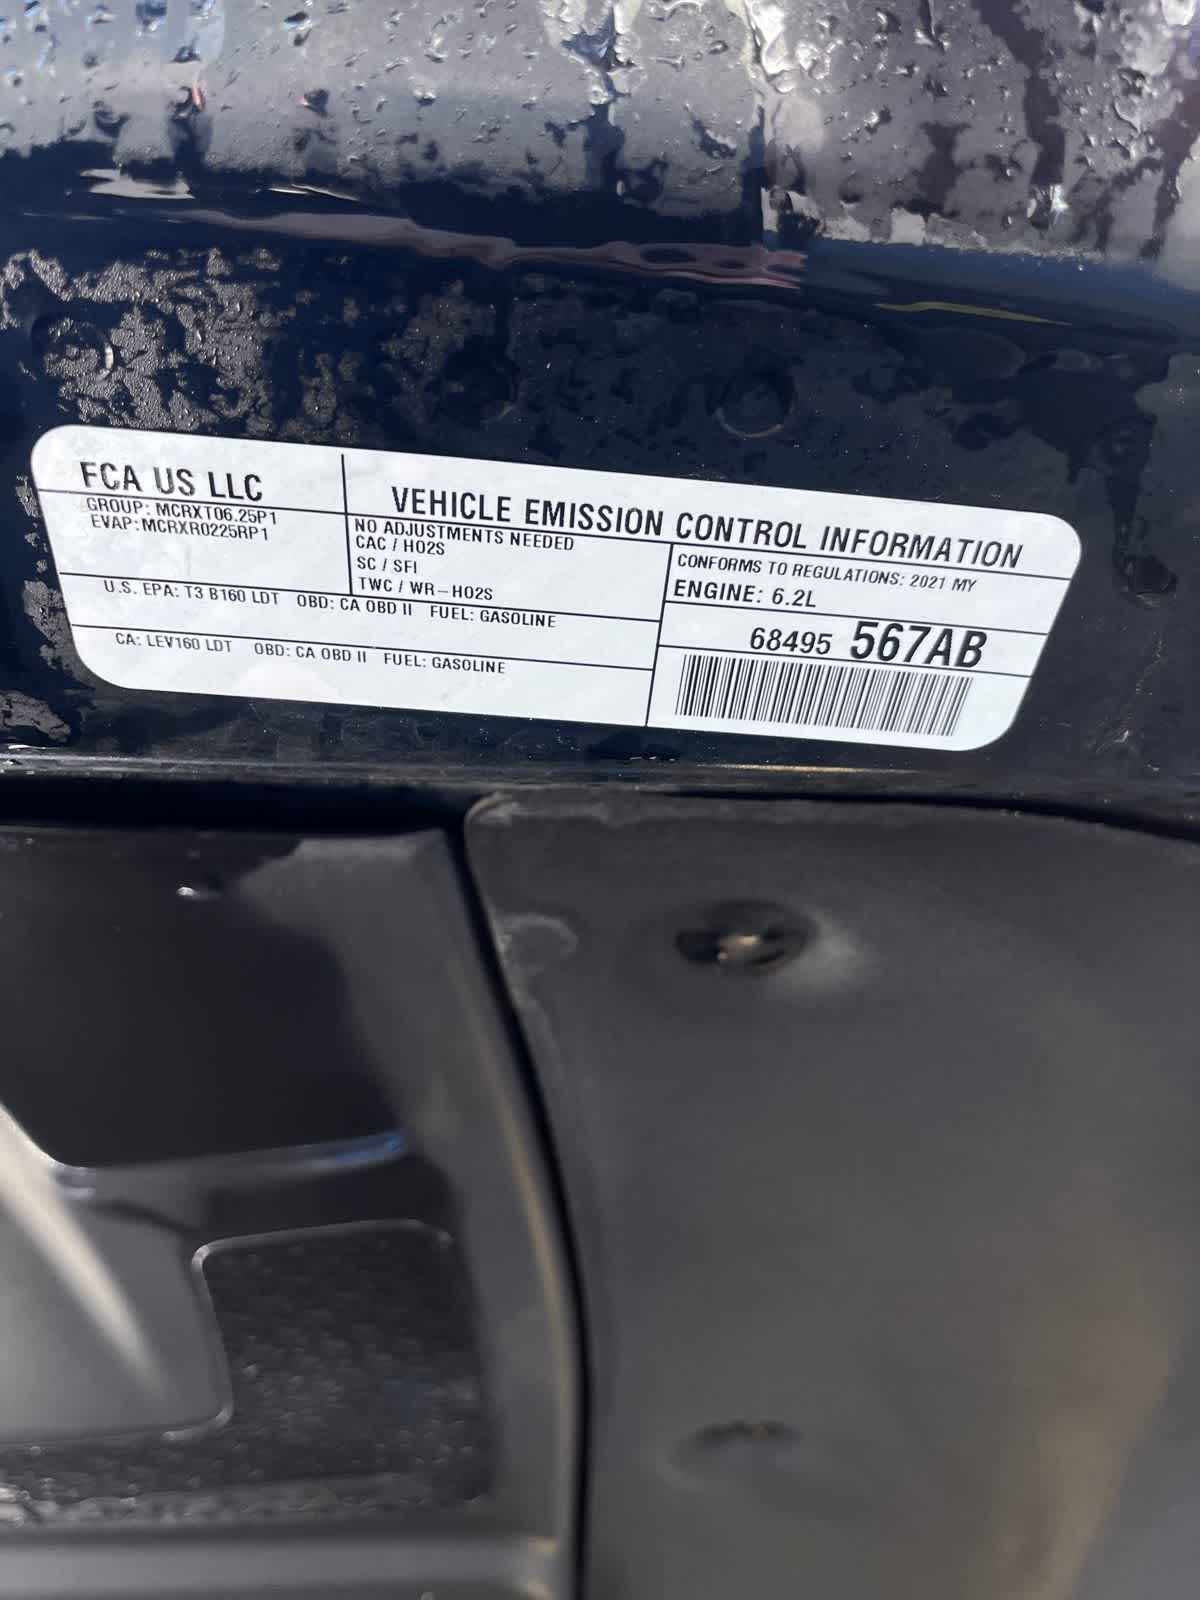 FCA US LLC
GROUP: MCRXT06.25P1
EVAP:MCRXR0225RP1
VEHICLE EMISSION CONTROL INFORMATION
NO ADJUSTMENTS NEEDED
CAC / HO2S
SC / SFI
TWC / WR-HO2S
CONFORMS TO REGULATIONS: 2021 MY
ENGINE: 6.2L
U.S. EPA: T3 B160 LDT OBD: CA OBD II FUEL: GASOLINE
CA: LEV160 LDT OBD: CA OBD II FUEL: GASOLINE
68495 567AB